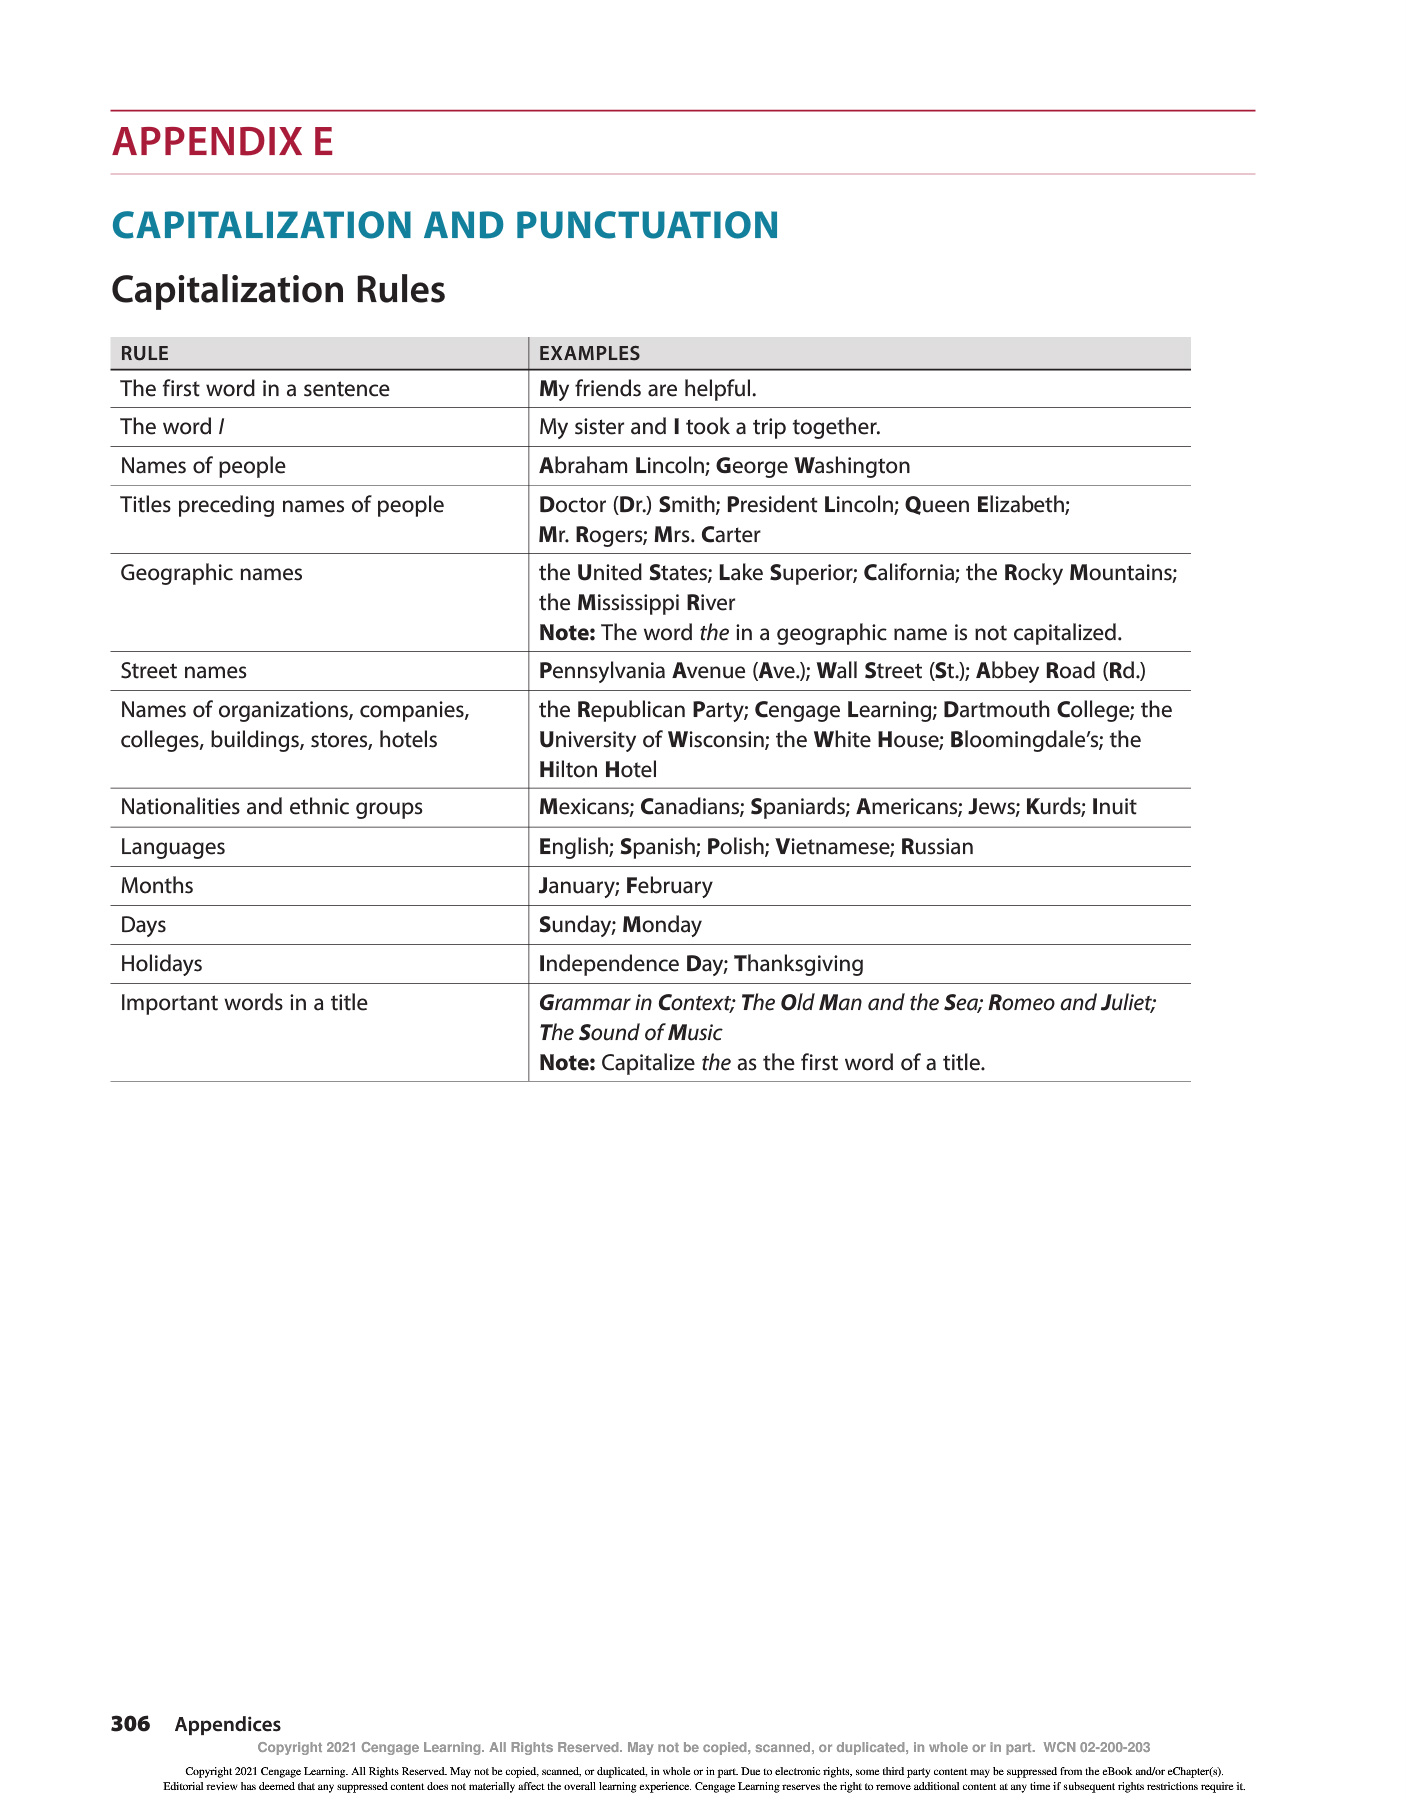 APPENDIX E
CAPITALIZATION AND PUNCTUATION
Capitalization Rules
RULE EXAMPLES
The first word in a sentence My friends are helpful.
The word I My sister and I took a trip together.
Names of people Abraham Lincoln; George Washington
Titles preceding names of people Doctor (Dr.) Smith; President Lincoln; Queen Elizabeth;
Mr. Rogers; Mrs. Carter
Geographic names the United States; Lake Superior; California; the Rocky Mountains;
the Mississippi River
Note: The word the in a geographic name is not capitalized.
Street names Pennsylvania Avenue (Ave.); Wall Street (St.); Abbey Road (Rd.)
Names of organizations, companies, the Republican Party; Cengage Learning; Dartmouth College; the
colleges, buildings, stores, hotels University of Wisconsin; the White House; Bloomingdale's; the
Hilton Hotel
Nationalities and ethnic groups Mexicans; Canadians; Spaniards; Americans; Jews; Kurds; Inuit
Languages English; Spanish; Polish; Vietnamese; Russian
Months January; February
Days Sunday; Monday
Holidays Independence Day; Thanksgiving
Important words in a title Grammar in Context; The Old Man and the Sea; Romeo and Juliet;
The Sound of Music
Note: Capitalize the as the first word of a title.
306 Appendices
Copyright 2021 Cengage Learning. All Rights Reserved. May not be copied, scanned, or duplicated, in whole or in part. WCN 02-200-203
Copyright 2021 Cengage Learning. All Rights Reserved. May not be copied, scanned, or duplicated, in whole or in part. Due to electronic rights, some third party content may be suppressed from the eBook and/or eChapter(s).
Editorial review has deemed that any suppressed content does not materially affect the overall learning experience. Cengage Learning reserves the right to remove additional content at any time if subsequent rights restrictions require it.